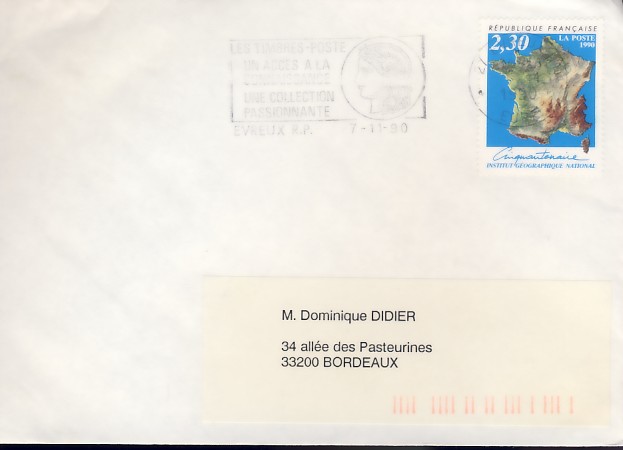 LES TIMBRES-POSTE
UN ACCES A LA
CONNAISSANCE
UNE COLLECTION
PASSIONNANTE
EVREUX R.P. 7-11-90
RÉPUBLIQUE FRANÇAISE
2,30 LA POSTE
1990
Cinquantenaire
INSTITUT GÉOGRAPHIQUE NATIONAL
M. Dominique DIDIER
34 allée des Pasteurines
33200 BORDEAUX